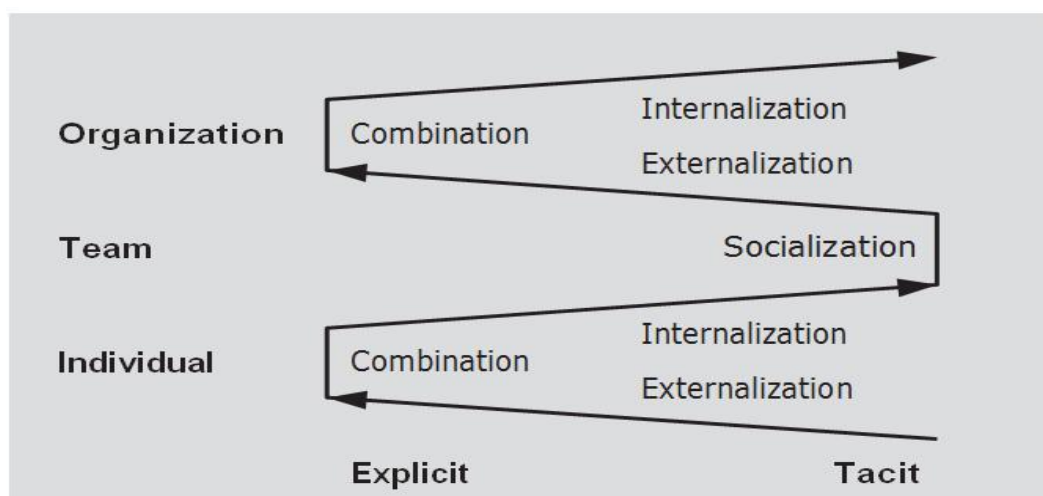 Internalization
Organization Combination
Externalization
Team Socialization
Internalization
Individual Combination
Externalization
Explicit Tacit